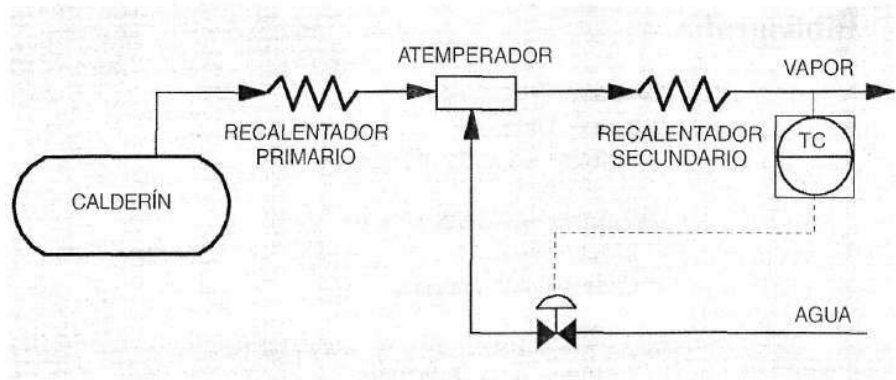 ATEMPERADOR
VAPOR
RECALENTADOR
PRIMARIO
RECALENTADOR
SECUNDARIO
TC
CALDERÍN
AGUA